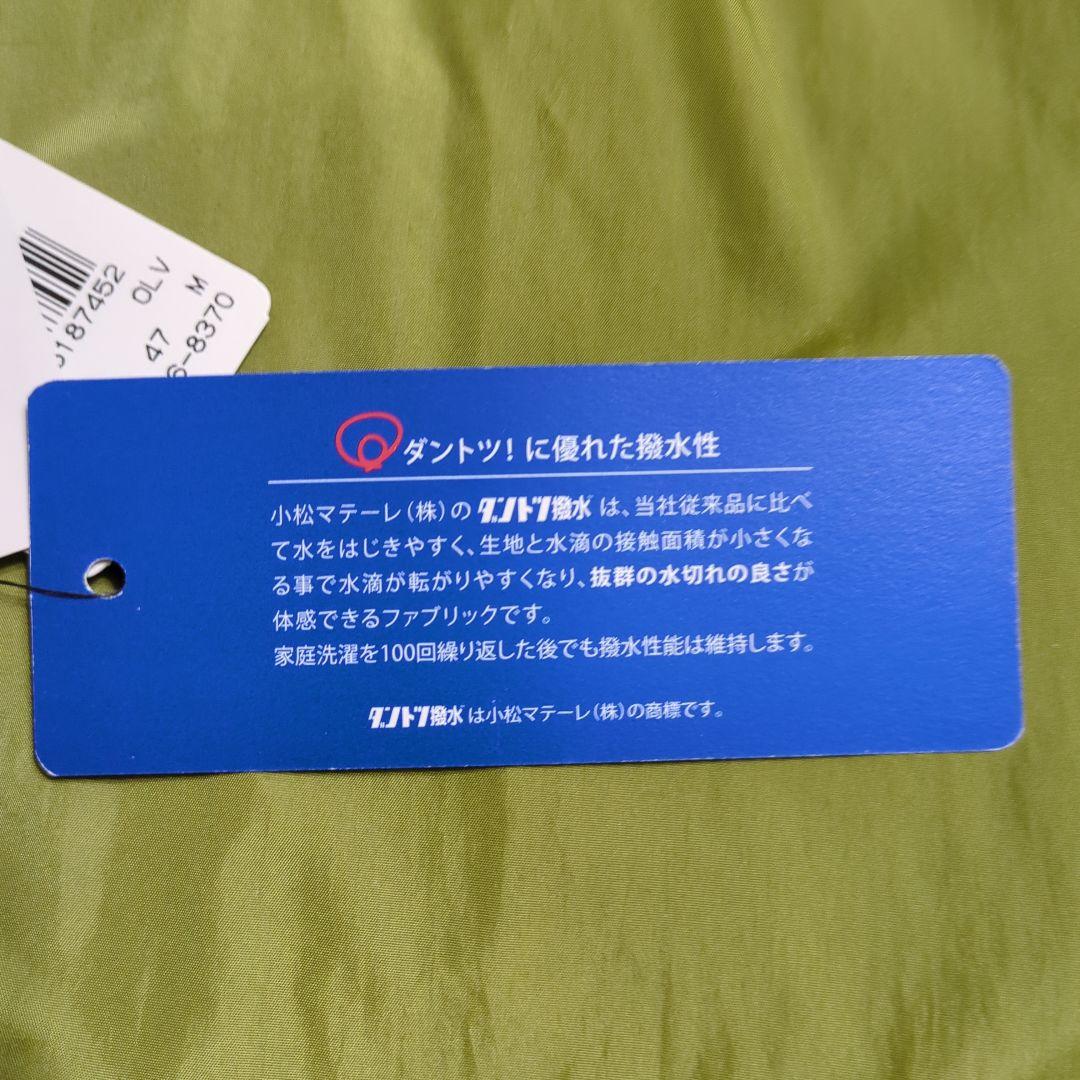 187452
OLV
47 M
6-8370
ダントツ!に優れた撥水性
小松マテーレ(株)の ダントツ撥水 は、当社従来品に比べ
て水をはじきやすく、生地と水滴の接触面積が小さくな
る事で水滴が転がりやすくなり、抜群の水切れの良さが
体感できるファブリックです。
家庭洗濯を100回繰り返した後でも撥水性能は維持します。
ダントツ撥水 は小松マテーレ(株)の商標です。